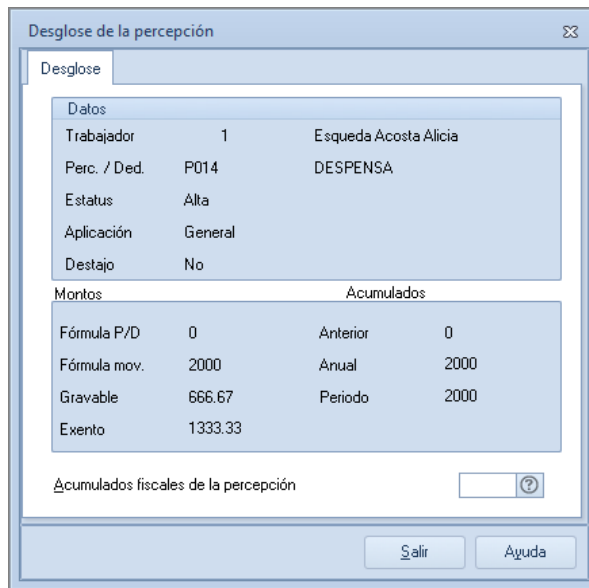 Desglose de la percepción
Desglose
Datos
Trabajador 1 Esqueda Acosta Alicia
Perc. / Ded. P014 DESPENSA
Estatus Alta
Aplicación General
Destajo No
Montos Acumulados
Fórmula P/D 0 Anterior 0
Fórmula mov. 2000 Anual 2000
Gravable 666.67 Periodo 2000
Exento 1333.33
Acumulados fiscales de la percepción ?
Salir Ayuda